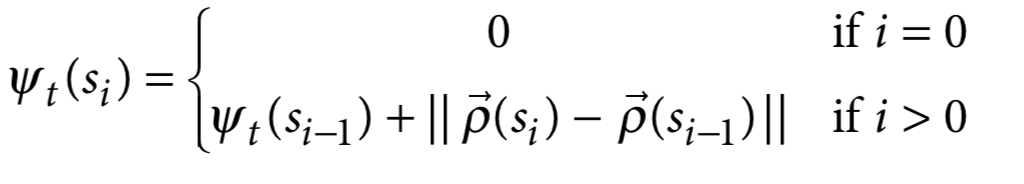 ψ_t(s_i) = { 0 if i = 0
ψ_t(s_{i−1}) + || ρ⃗(s_i) − ρ⃗(s_{i−1}) || if i > 0